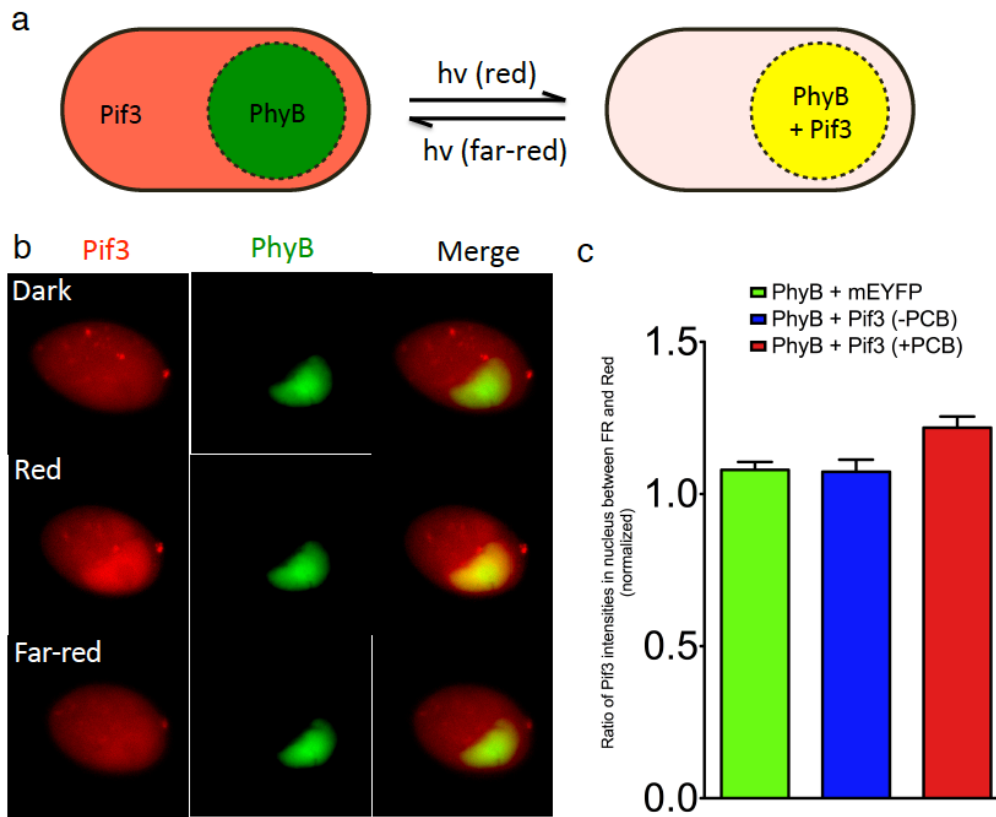 a
Pif3
PhyB
hv (red)
hv (far-red)
PhyB
+ Pif3
b
Pif3
PhyB
Merge
Dark
Red
Far-red
c
PhyB + mEYFP
PhyB + Pif3 (-PCB)
PhyB + Pif3 (+PCB)
Ratio of Pif3 intensities in nucleus between FR and Red
(normalized)
1.5
1.0
0.5
0.0